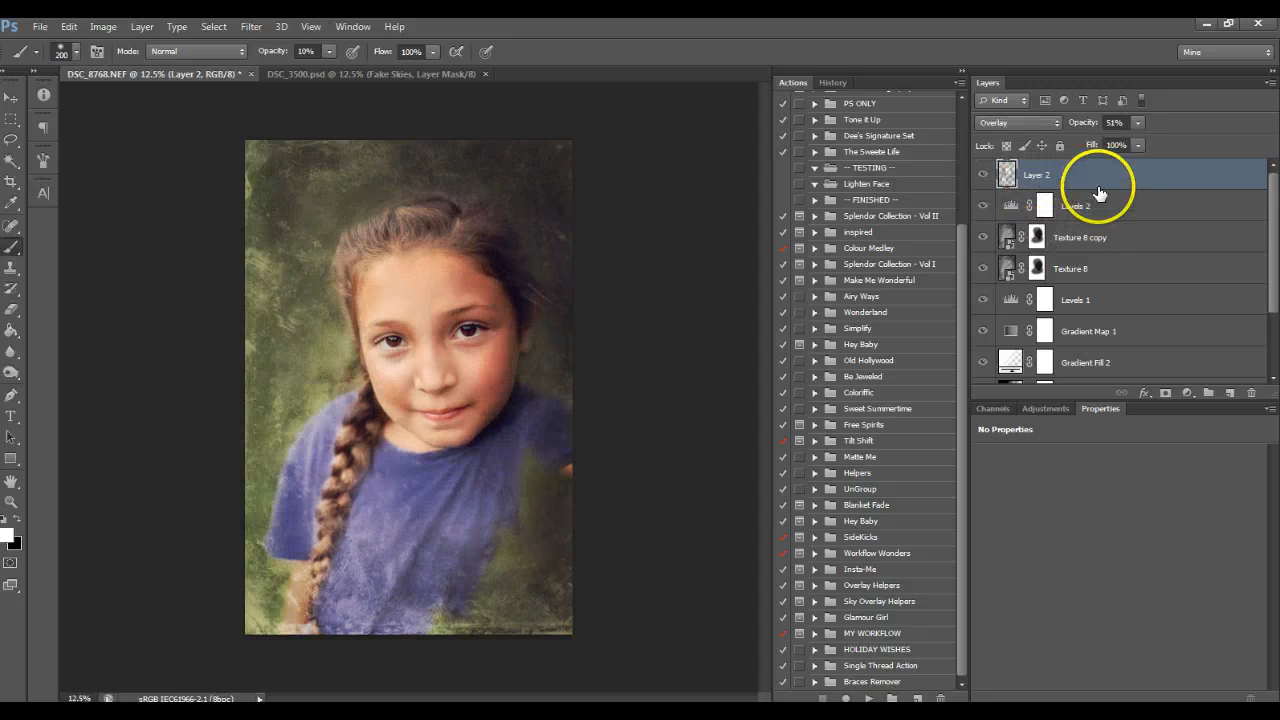 Ps File Edit Image Layer Type Select Filter 3D View Window Help
200 Mode: Normal Opacity: 10% Flow: 100% Mine
DSC_8768.NEF @ 12.5% (Layer 2, RGB/8) * × DSC_3500.psd @ 12.5% (Fake Skies, Layer Mask/8) ×
Actions History
PS ONLY
Tone it Up
Dee's Signature Set
The Sweete Life
-- TESTING --
Lighten Face
-- FINISHED --
Splendor Collection - Vol II
inspired
Colour Medley
Splendor Collection - Vol I
Make Me Wonderful
Airy Ways
Wonderland
Simplify
Hey Baby
Old Hollywood
Be Jeweled
Coloriffic
Sweet Summertime
Free Spirits
Tilt Shift
Matte Me
Helpers
UnGroup
Blanket Fade
Hey Baby
SideKicks
Workflow Wonders
Insta-Me
Overlay Helpers
Sky Overlay Helpers
Glamour Girl
MY WORKFLOW
HOLIDAY WISHES
Single Thread Action
Braces Remover
Layers
Kind
Overlay Opacity: 51%
Lock: Fill: 100%
Layer 2
Levels 2
Texture 8 copy
Texture 8
Levels 1
Gradient Map 1
Gradient Fill 2
Channels Adjustments Properties
No Properties
12.5% sRGB IEC61966-2.1 (8bpc)